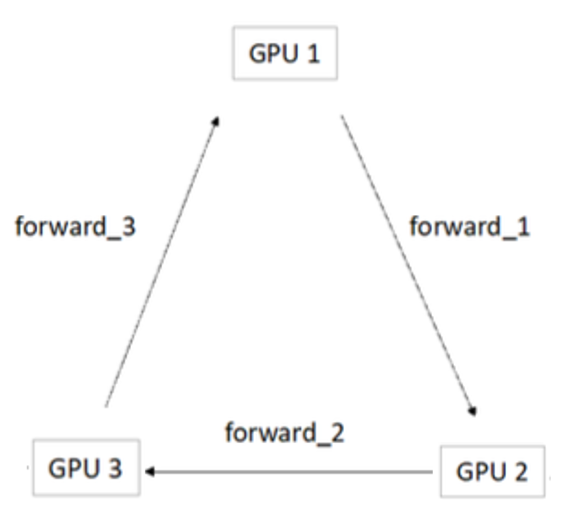 GPU 1
forward_3
forward_1
forward_2
GPU 3
GPU 2